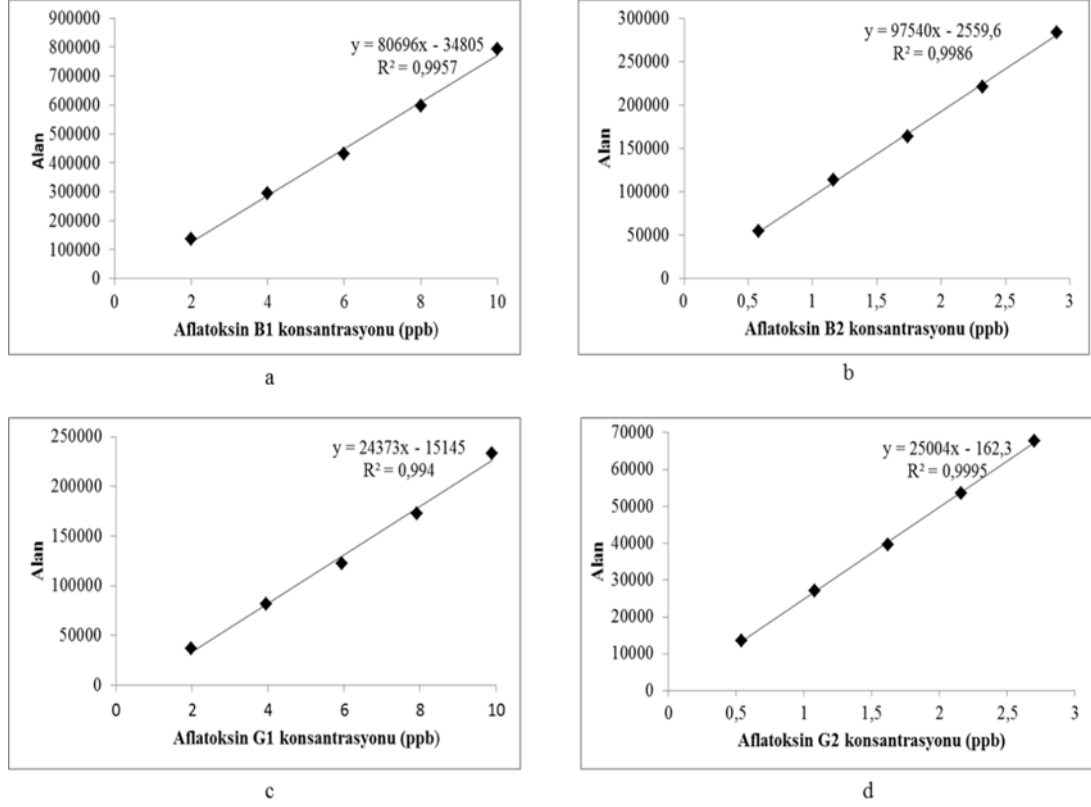 900000
800000
700000
600000
500000
400000
300000
200000
100000
0
Alan
y = 80696x - 34805
R² = 0,9957
0 2 4 6 8 10
Aflatoksin B1 konsantrasyonu (ppb)
a
300000
250000
200000
150000
100000
50000
0
Alan
y = 97540x - 2559,6
R² = 0,9986
0 0,5 1 1,5 2 2,5 3
Aflatoksin B2 konsantrasyonu (ppb)
b
250000
200000
150000
100000
50000
0
Alan
y = 24373x - 15145
R² = 0,994
0 2 4 6 8 10
Aflatoksin G1 konsantrasyonu (ppb)
c
70000
60000
50000
40000
30000
20000
10000
0
Alan
y = 25004x - 162,3
R² = 0,9995
0 0,5 1 1,5 2 2,5 3
Aflatoksin G2 konsantrasyonu (ppb)
d